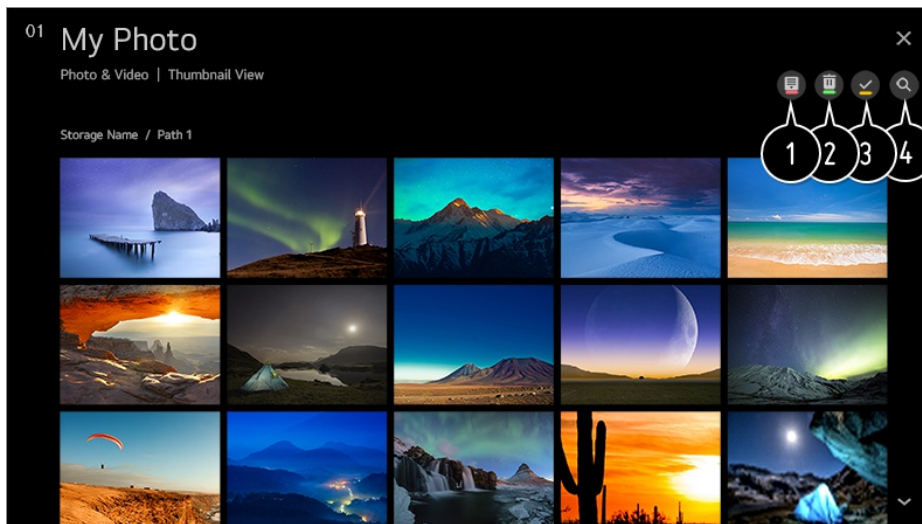 01 My Photo
Photo & Video | Thumbnail View
Storage Name / Path 1
1 2 3 4